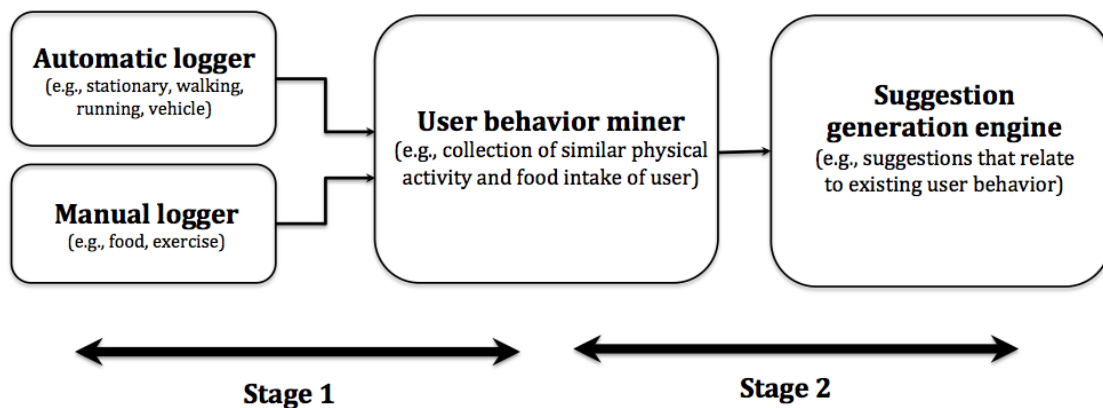 Automatic logger
(e.g., stationary, walking,
running, vehicle)
Manual logger
(e.g., food, exercise)
User behavior miner
(e.g., collection of similar physical
activity and food intake of user)
Suggestion
generation engine
(e.g., suggestions that relate
to existing user behavior)
Stage 1
Stage 2